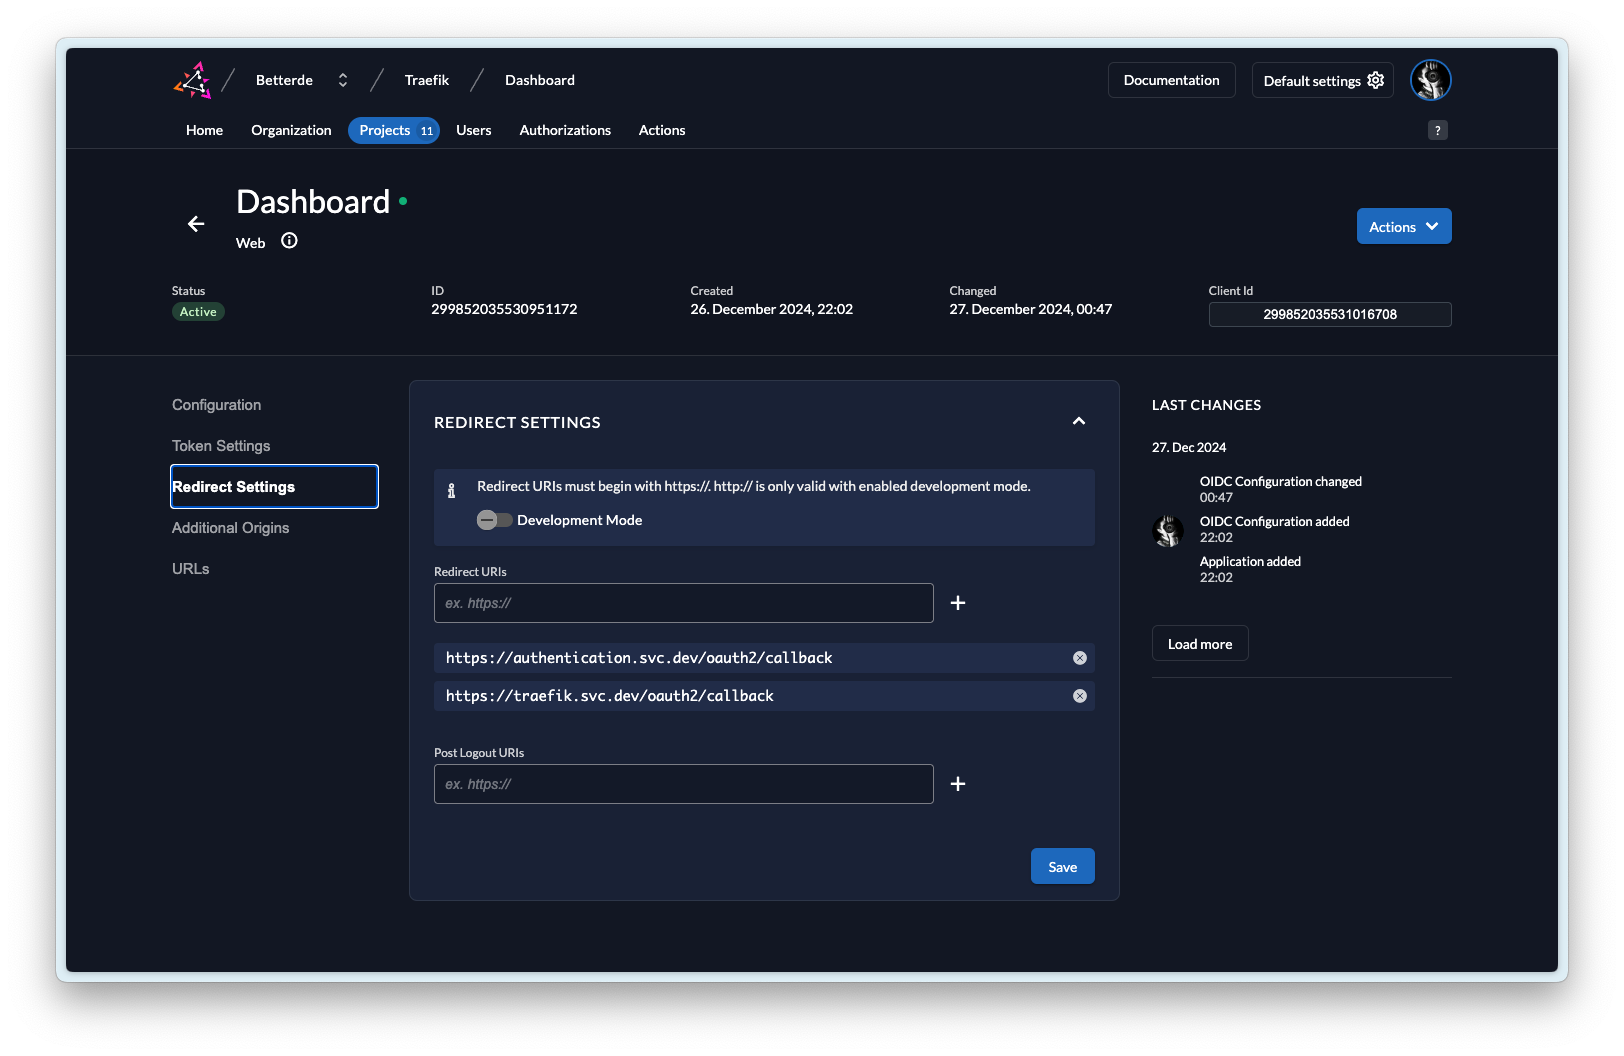 Betterde
Traefik
Dashboard
Documentation
Default settings
Home
Organization
Projects 11
Users
Authorizations
Actions
?
Dashboard
Web
Actions
Status
Active
ID
299852035530951172
Created
26. December 2024, 22:02
Changed
27. December 2024, 00:47
Client Id
299852035531016708
Configuration
Token Settings
Redirect Settings
Additional Origins
URLs
REDIRECT SETTINGS
Redirect URIs must begin with https://. http:// is only valid with enabled development mode.
Development Mode
Redirect URIs
ex. https://
https://authentication.svc.dev/oauth2/callback
https://traefik.svc.dev/oauth2/callback
Post Logout URIs
ex. https://
Save
LAST CHANGES
27. Dec 2024
OIDC Configuration changed
00:47
OIDC Configuration added
22:02
Application added
22:02
Load more